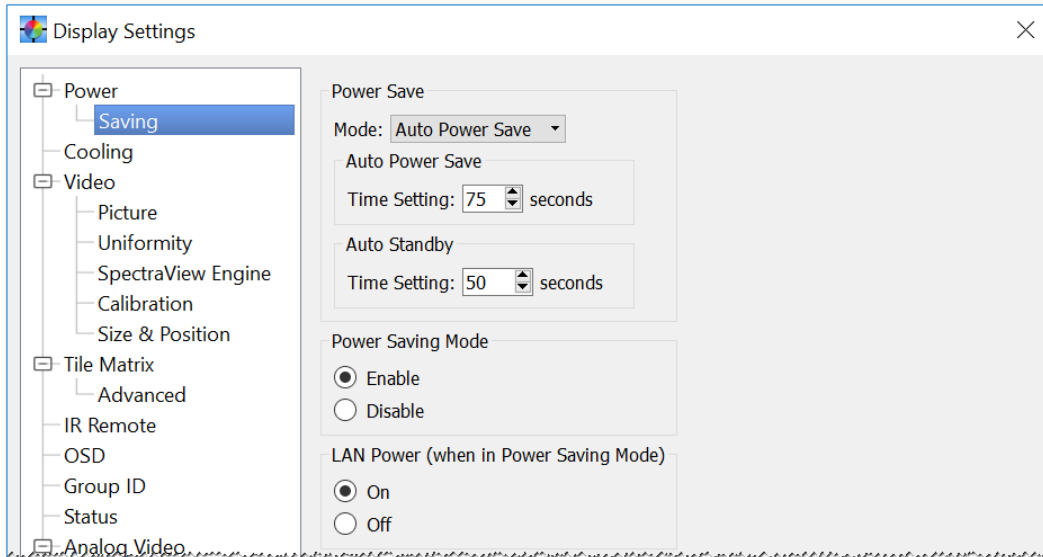 Display Settings
Power
Saving
Cooling
Video
Picture
Uniformity
SpectraView Engine
Calibration
Size & Position
Tile Matrix
Advanced
IR Remote
OSD
Group ID
Status
Analog Video
Power Save
Mode: Auto Power Save
Auto Power Save
Time Setting: 75 seconds
Auto Standby
Time Setting: 50 seconds
Power Saving Mode
Enable
Disable
LAN Power (when in Power Saving Mode)
On
Off